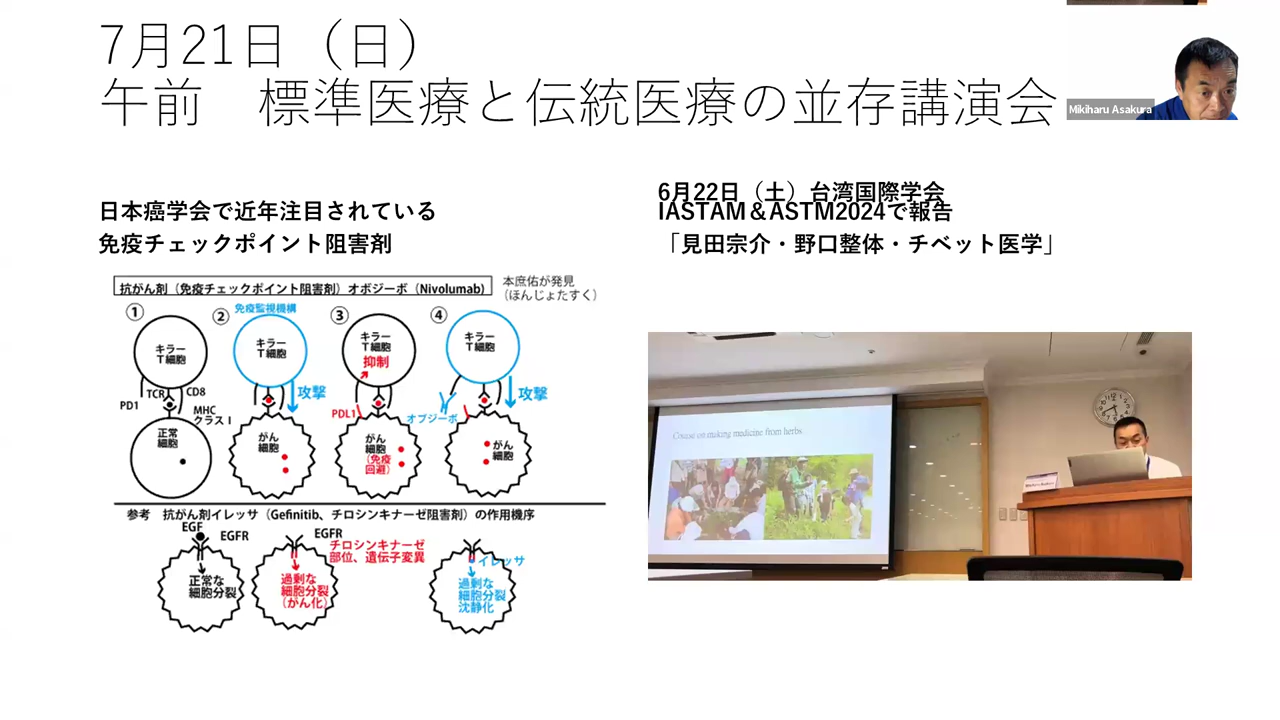 7月21日（日）
午前　標準医療と伝統医療の並存講演会
Mikiharu Asakura
日本癌学会で近年注目されている
免疫チェックポイント阻害剤
6月22日（土）台湾国際学会
IASTAM＆ASTM2024で報告
「見田宗介・野口整体・チベット医学」
抗がん剤（免疫チェックポイント阻害剤）オボジーボ（Nivolumab)
本庶佑が発見
（ほんじょたすく）
①
キラー
T細胞
TCR
CD8
PD1
MHC
クラスⅠ
正常
細胞
②
免疫監視機構
キラー
T細胞
攻撃
がん
細胞
③
キラー
T細胞
抑制
PDL1
がん
細胞
(免疫
回避)
④
キラー
T細胞
攻撃
オブジーボ
がん
細胞
参考　抗がん剤イレッサ（Gefinitib、チロシンキナーゼ阻害剤）の作用機序
EGF
EGFR
正常な
細胞分裂
EGFR
チロシンキナーゼ
部位、遺伝子変異
過剰な
細胞分裂
（がん化）
イレッサ
過剰な
細胞分裂
沈静化
Course on making medicine from herbs.